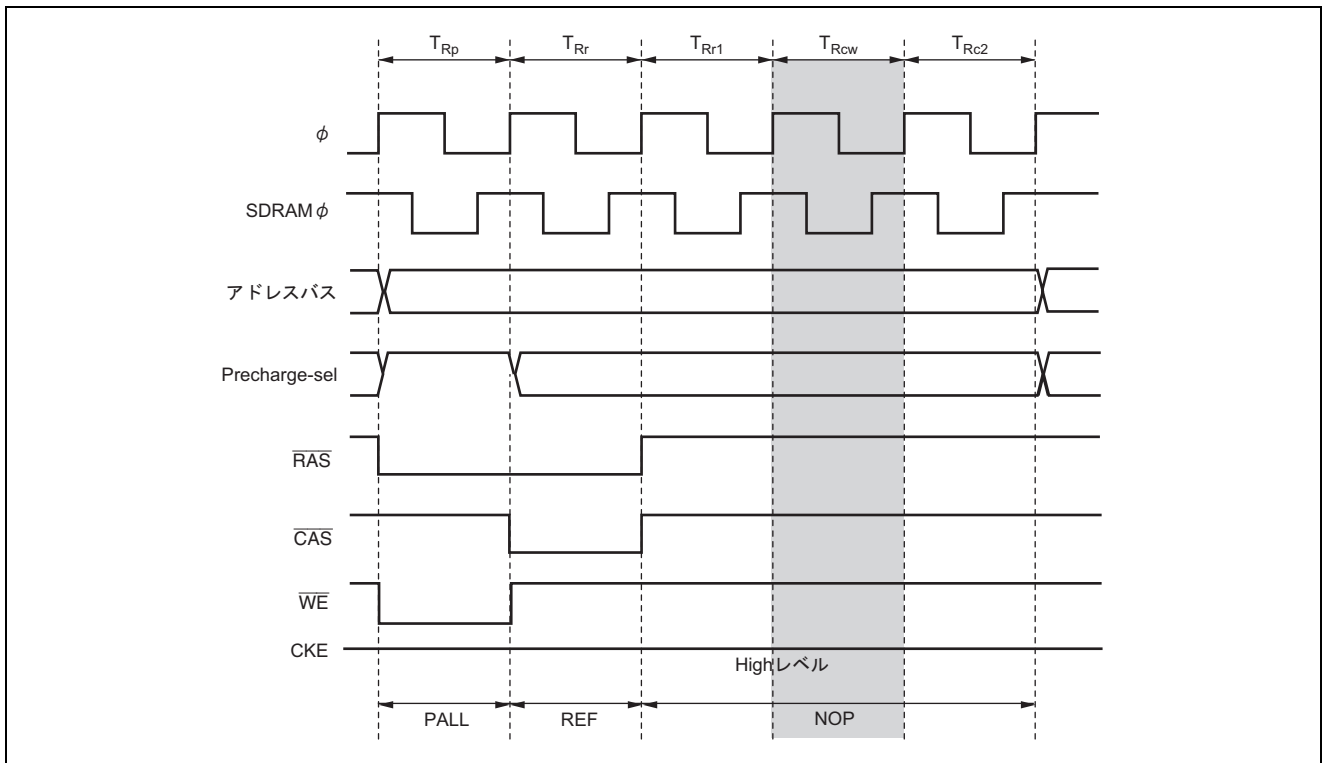 TRp TRr TRr1 TRcw TRc2
φ
SDRAMφ
アドレスバス
Precharge-sel
RAS
CAS
WE
CKE
Highレベル
PALL REF NOP